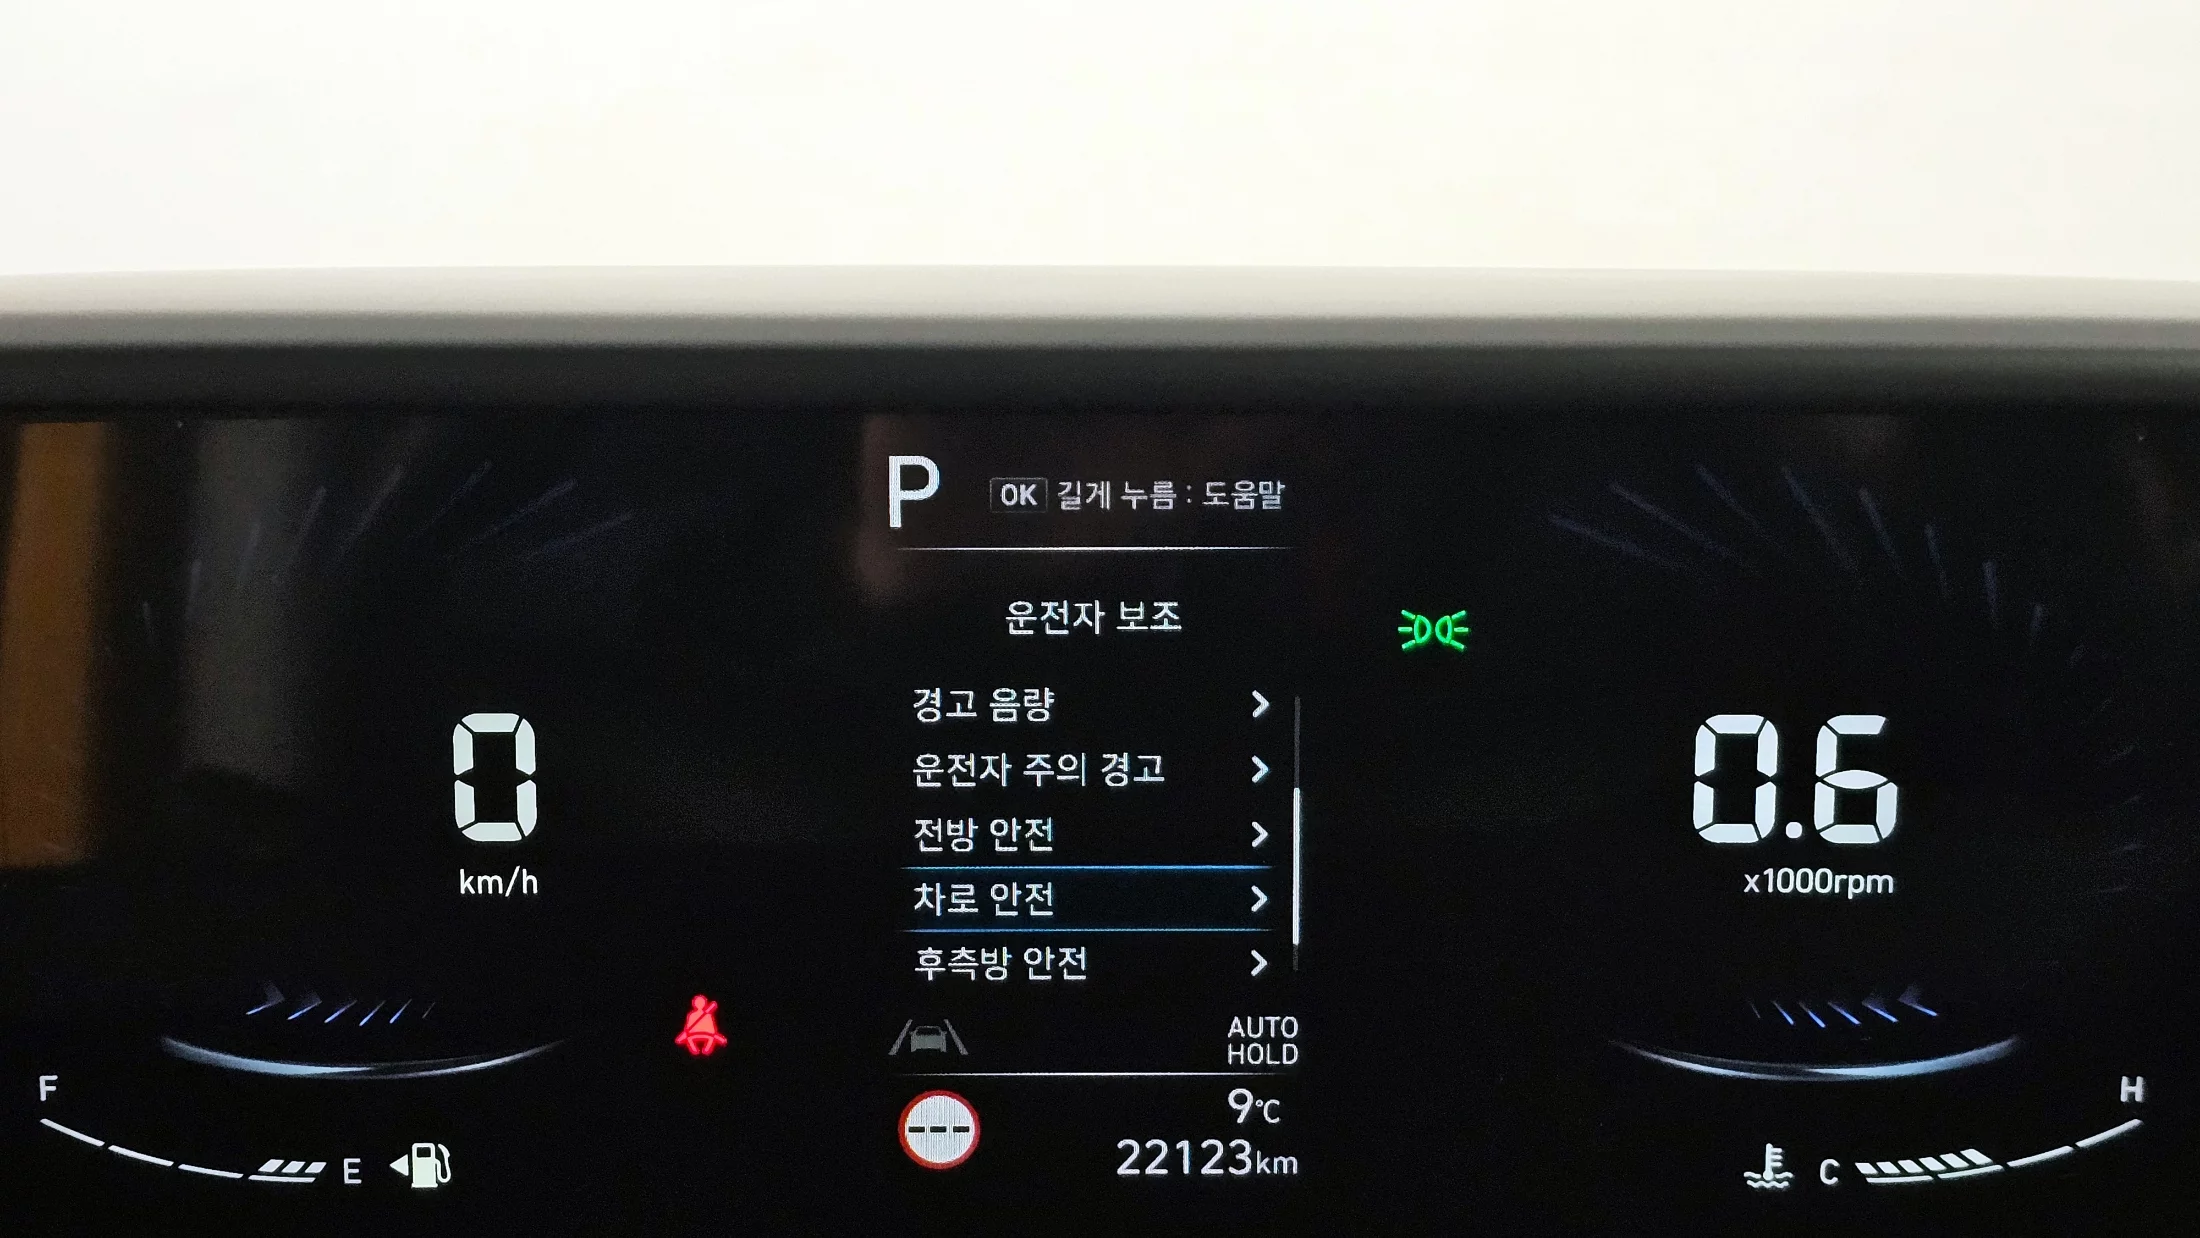 P
OK 길게 누름 : 도움말
운전자 보조
경고 음량
운전자 주의 경고
전방 안전
차로 안전
후측방 안전
0
km/h
0.6
x1000rpm
AUTO
HOLD
9°C
22123km
F
E
H
C
---